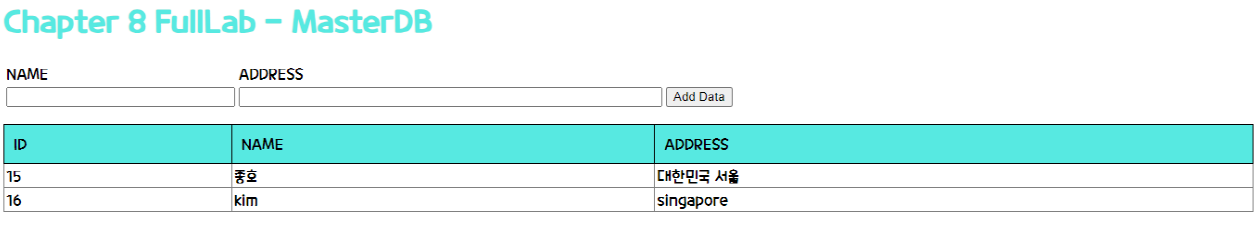 Chapter 8 FullLab - MasterDB
NAME ADDRESS
Add Data
ID NAME ADDRESS
15 종호 대한민국 서울
16 kim singapore